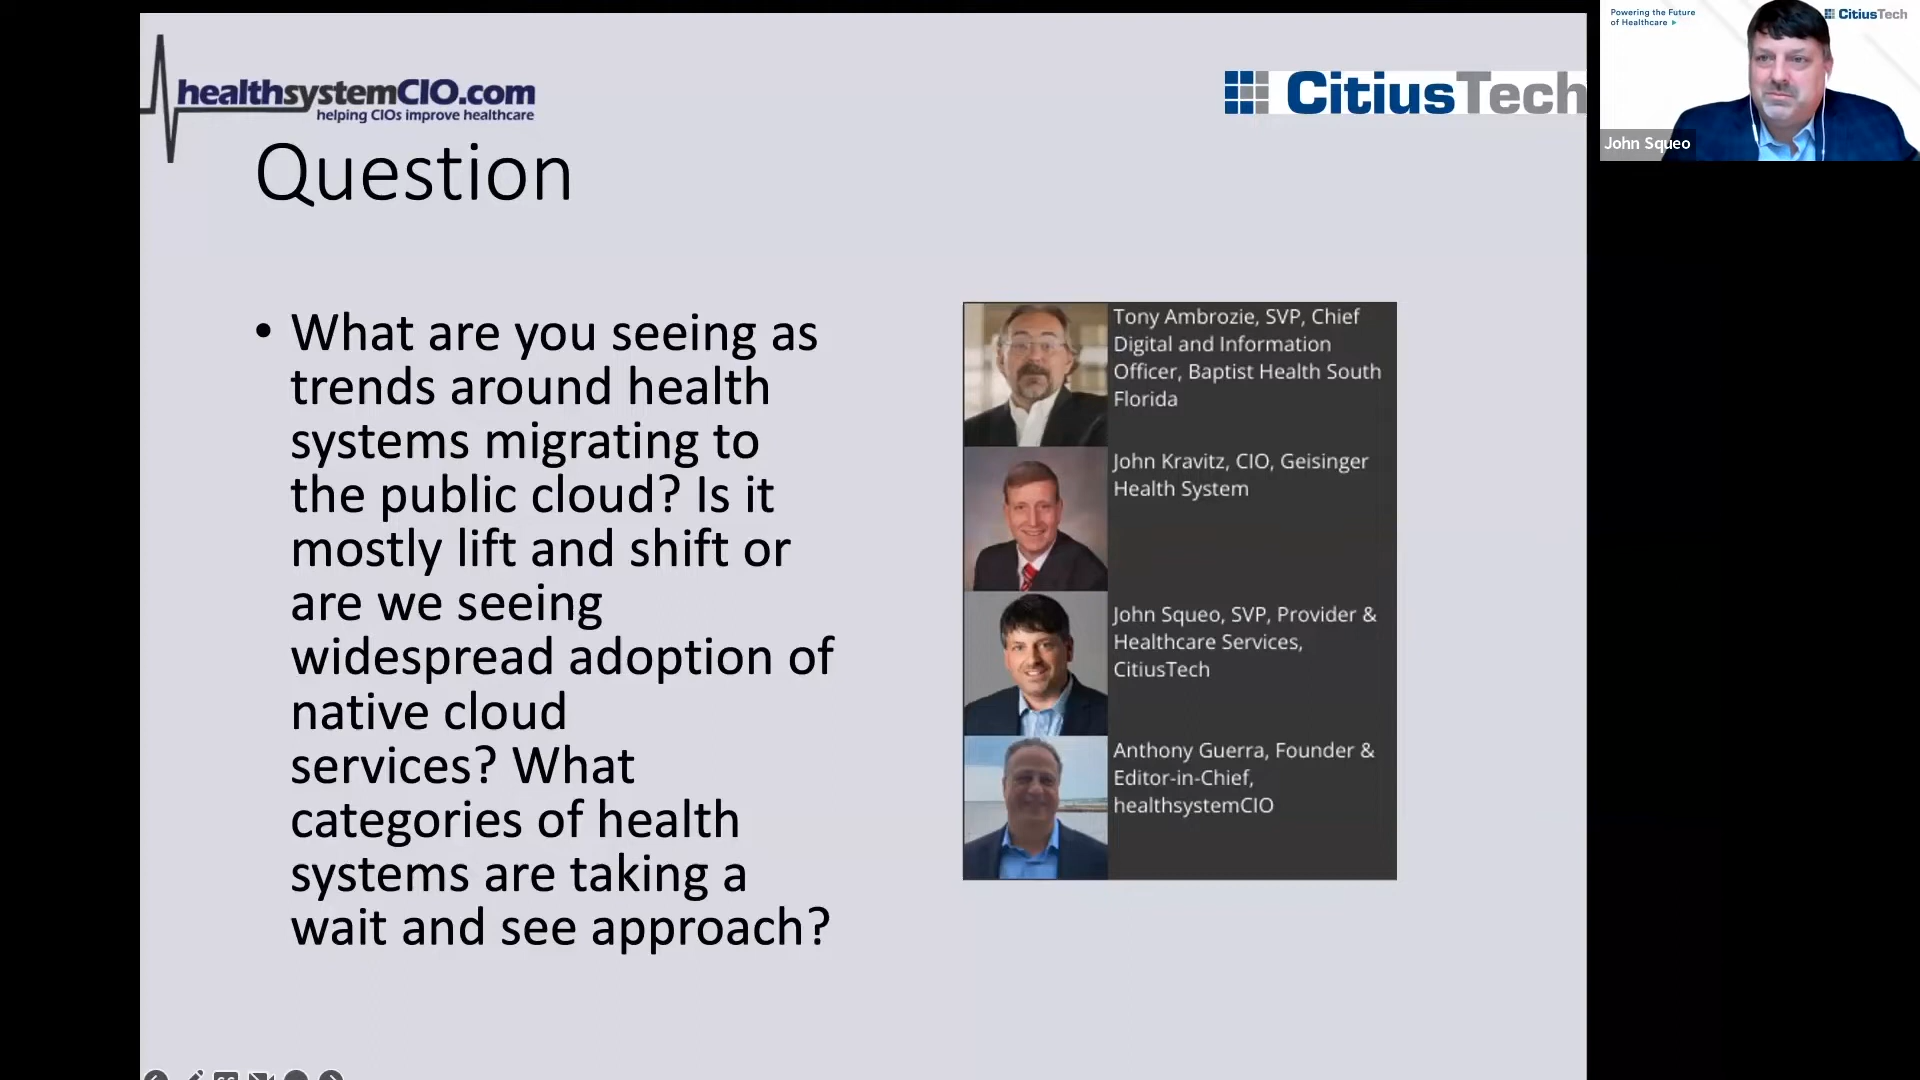 healthsystemCIO.com
helping CIOs improve healthcare
CitiusTech
Question
• What are you seeing as
trends around health
systems migrating to
the public cloud? Is it
mostly lift and shift or
are we seeing
widespread adoption of
native cloud
services? What
categories of health
systems are taking a
wait and see approach?
Tony Ambrozie, SVP, Chief
Digital and Information
Officer, Baptist Health South
Florida
John Kravitz, CIO, Geisinger
Health System
John Squeo, SVP, Provider &
Healthcare Services,
CitiusTech
Anthony Guerra, Founder &
Editor-in-Chief,
healthsystemCIO
Powering the Future
of Healthcare
CitiusTech
John Squeo